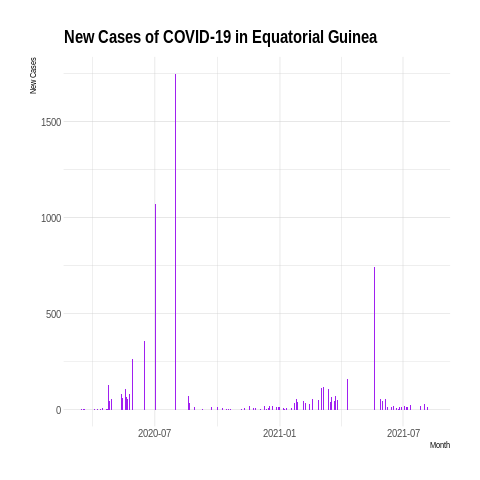 New Cases of COVID-19 in Equatorial Guinea
New Cases
1500
1000
500
0
2020-07
2021-01
2021-07
Month